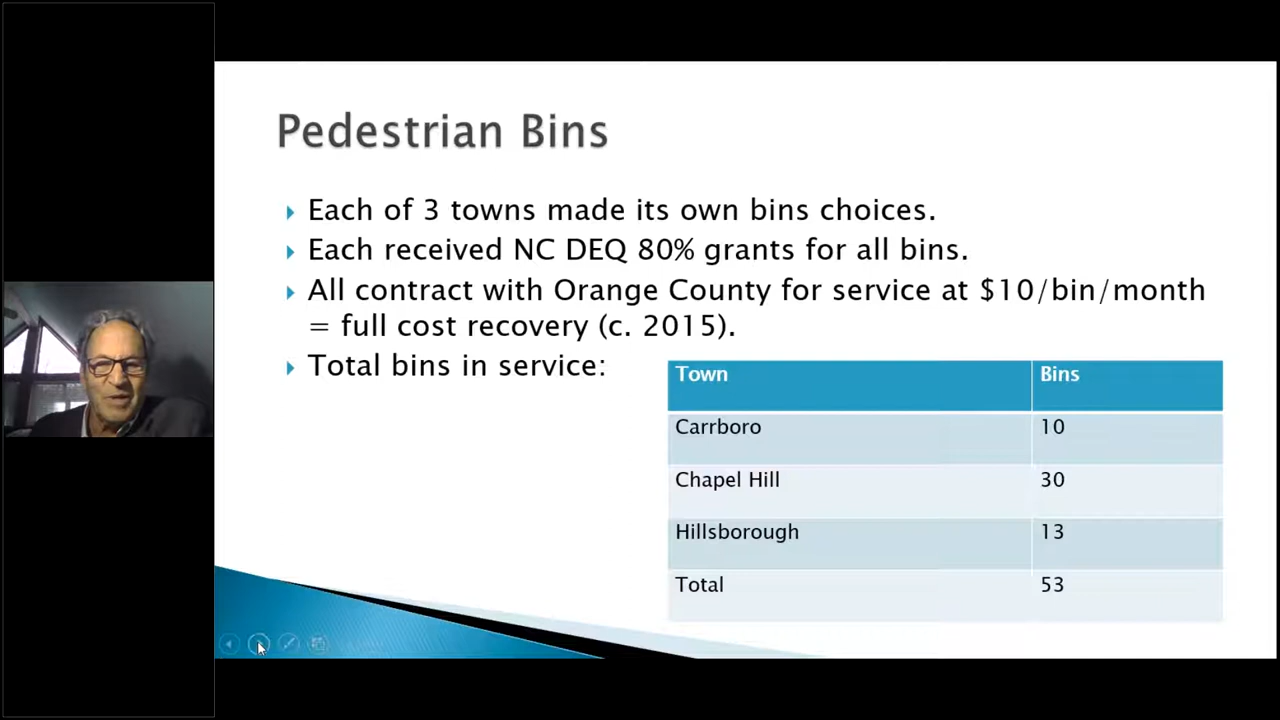 Pedestrian Bins
Each of 3 towns made its own bins choices.
Each received NC DEQ 80% grants for all bins.
All contract with Orange County for service at $10/bin/month
= full cost recovery (c. 2015).
Total bins in service:
Town Bins
Carrboro 10
Chapel Hill 30
Hillsborough 13
Total 53